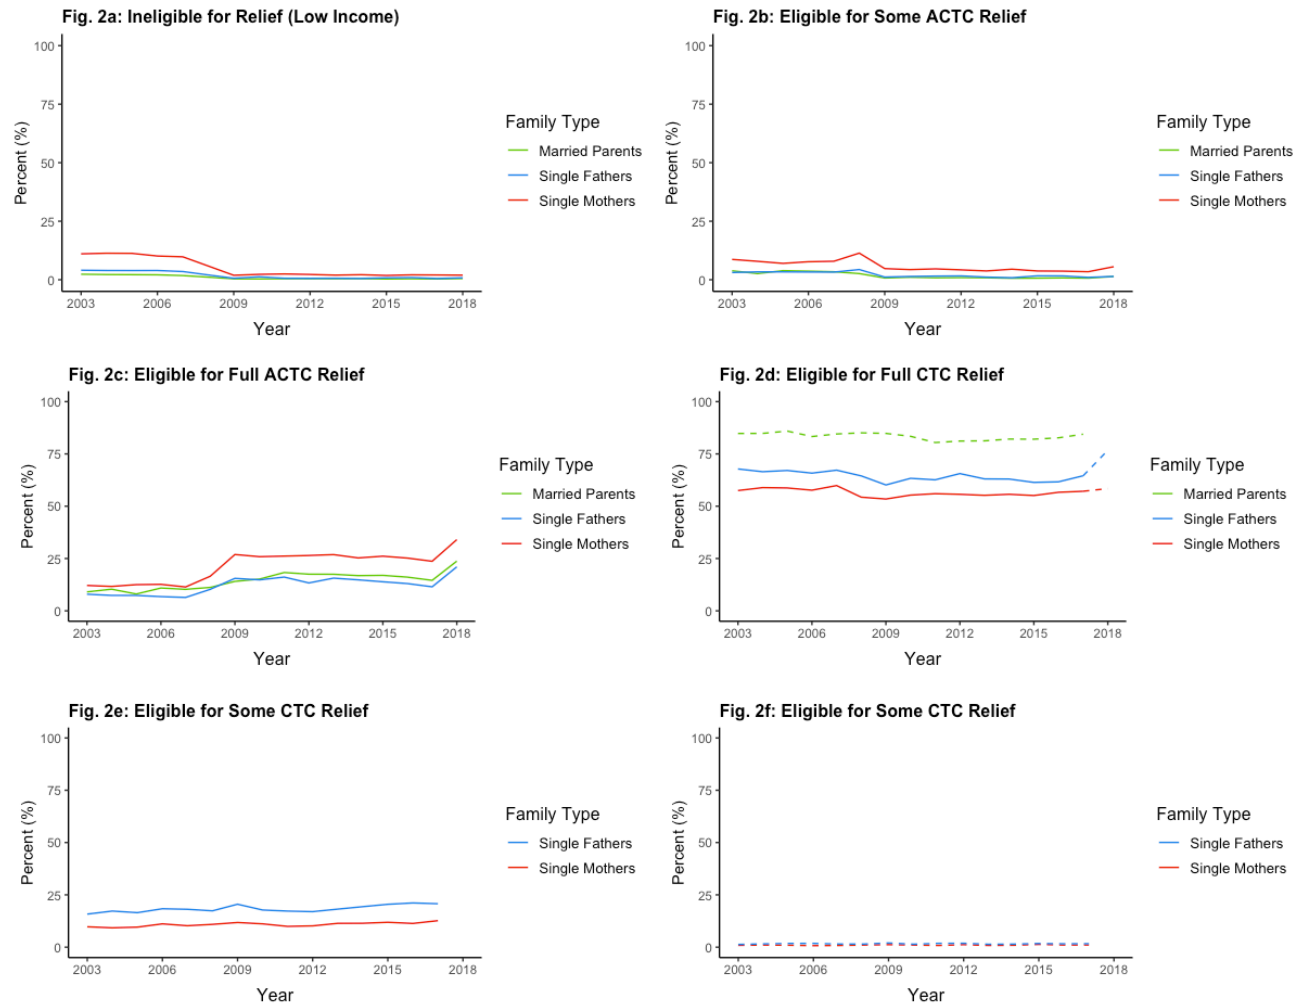 Fig. 2a: Ineligible for Relief (Low Income)
100
75
50
25
0
Percent (%)
2003 2006 2009 2012 2015 2018
Year
Family Type
Married Parents
Single Fathers
Single Mothers
Fig. 2b: Eligible for Some ACTC Relief
100
75
50
25
0
Percent (%)
2003 2006 2009 2012 2015 2018
Year
Family Type
Married Parents
Single Fathers
Single Mothers
Fig. 2c: Eligible for Full ACTC Relief
100
75
50
25
0
Percent (%)
2003 2006 2009 2012 2015 2018
Year
Family Type
Married Parents
Single Fathers
Single Mothers
Fig. 2d: Eligible for Full CTC Relief
100
75
50
25
0
Percent (%)
2003 2006 2009 2012 2015 2018
Year
Family Type
Married Parents
Single Fathers
Single Mothers
Fig. 2e: Eligible for Some CTC Relief
100
75
50
25
0
Percent (%)
2003 2006 2009 2012 2015 2018
Year
Family Type
Single Fathers
Single Mothers
Fig. 2f: Eligible for Some CTC Relief
100
75
50
25
0
Percent (%)
2003 2006 2009 2012 2015 2018
Year
Family Type
Single Fathers
Single Mothers